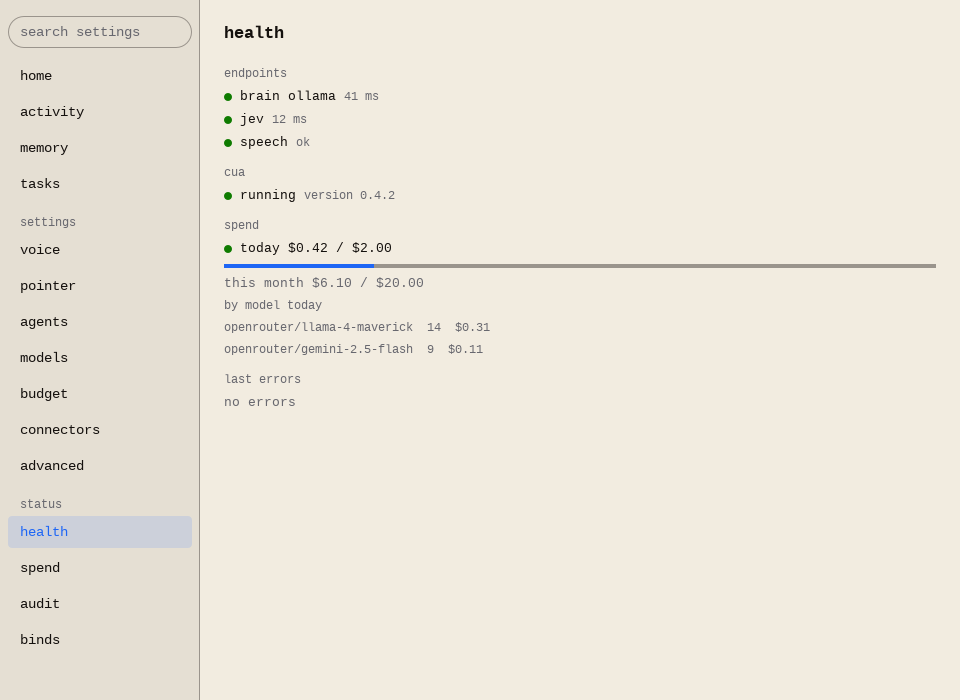 search settings
home
activity
memory
tasks
settings
voice
pointer
agents
models
budget
connectors
advanced
status
health
spend
audit
binds
health
endpoints
brain ollama 41 ms
jev 12 ms
speech ok
cua
running version 0.4.2
spend
today $0.42 / $2.00
this month $6.10 / $20.00
by model today
openrouter/llama-4-maverick 14 $0.31
openrouter/gemini-2.5-flash 9 $0.11
last errors
no errors